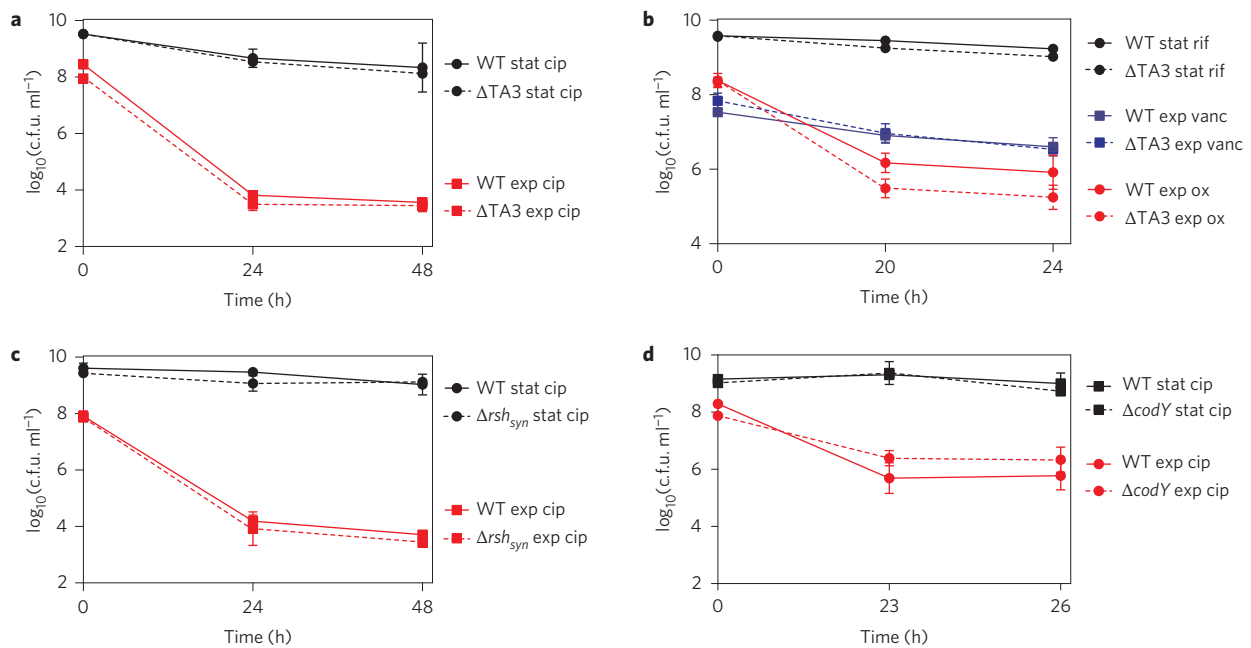 a
10
8
6
4
2
log₁₀(c.f.u. ml⁻¹)
0
24
48
Time (h)
WT stat cip
ΔTA3 stat cip
WT exp cip
ΔTA3 exp cip
b
10
8
6
4
log₁₀(c.f.u. ml⁻¹)
0
20
24
Time (h)
WT stat rif
ΔTA3 stat rif
WT exp vanc
ΔTA3 exp vanc
WT exp ox
ΔTA3 exp ox
c
10
8
6
4
2
log₁₀(c.f.u. ml⁻¹)
0
24
48
Time (h)
WT stat cip
Δrsh_syn stat cip
WT exp cip
Δrsh_syn exp cip
d
10
8
6
4
2
log₁₀(c.f.u. ml⁻¹)
0
23
26
Time (h)
WT stat cip
ΔcodY stat cip
WT exp cip
ΔcodY exp cip